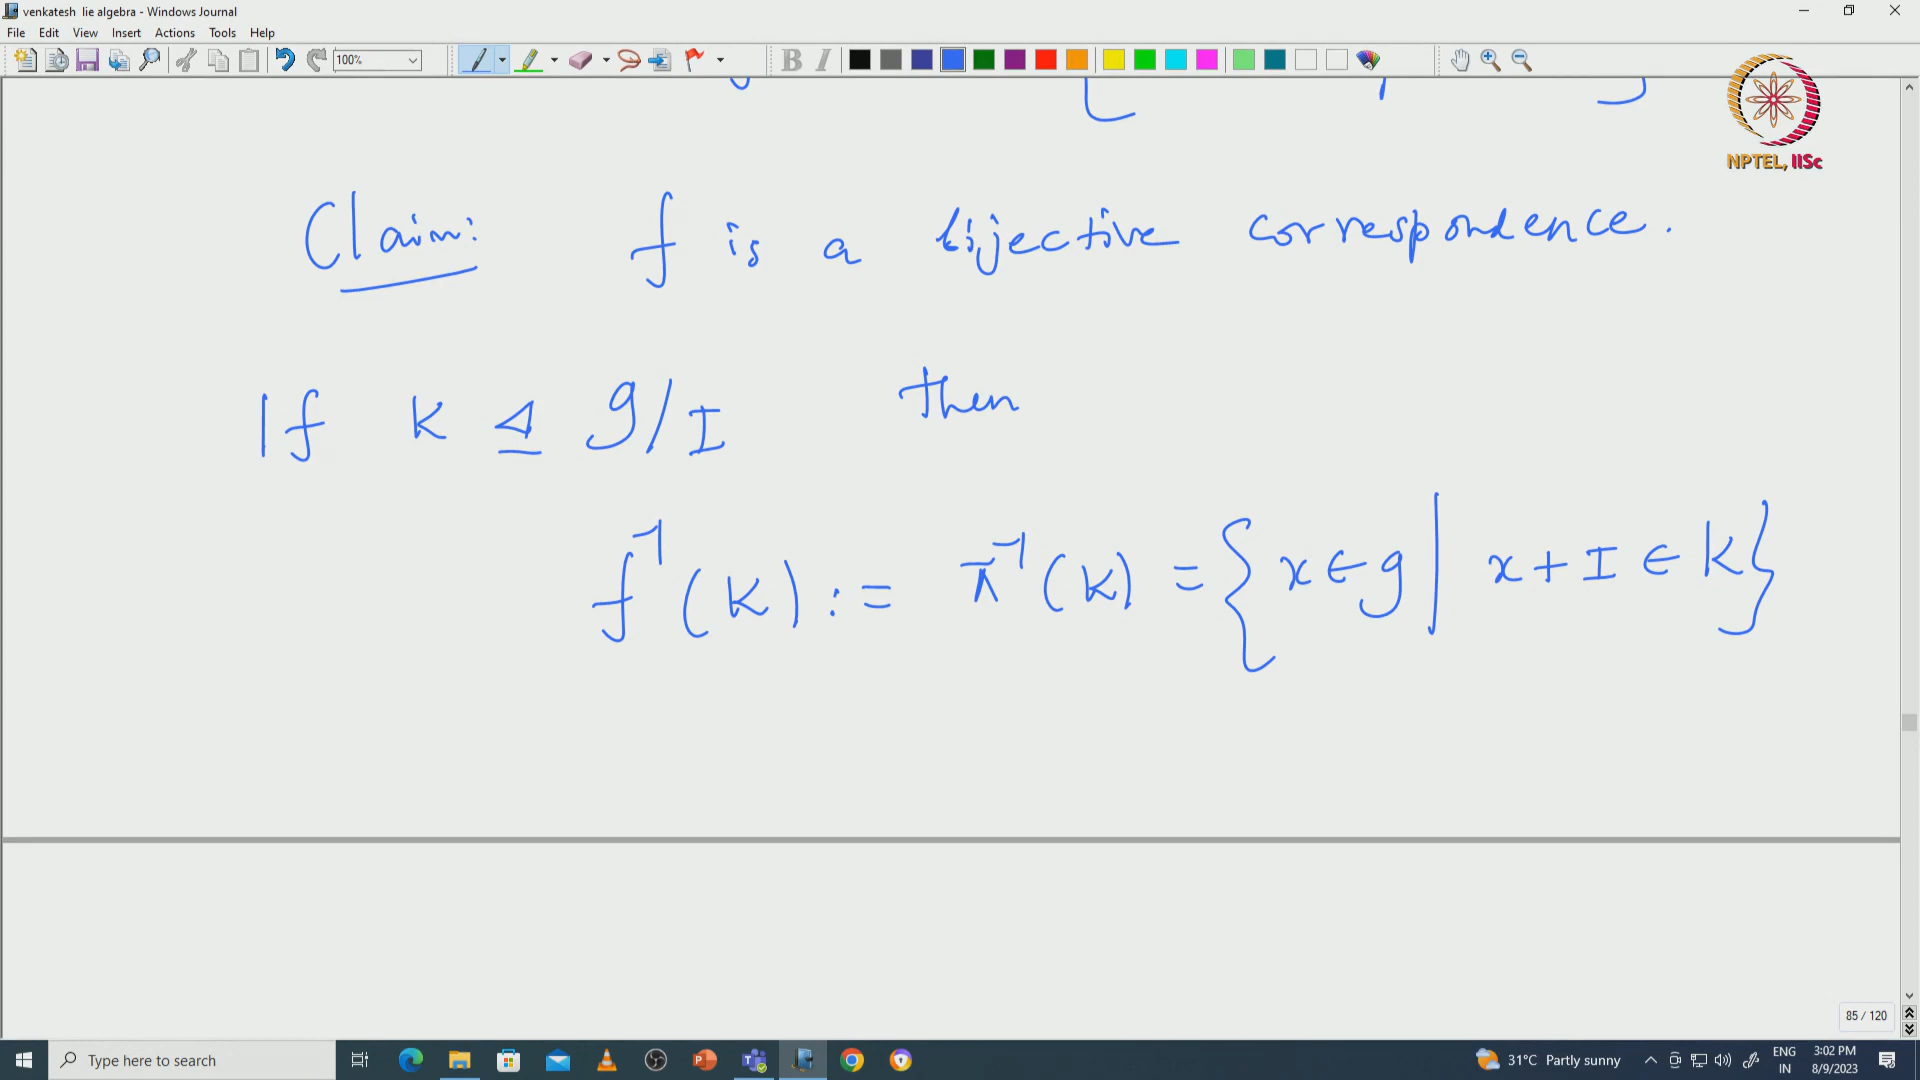 venkatesh lie algebra - Windows Journal
File Edit View Insert Actions Tools Help
100%
B I
NPTEL, IISc
Claim: f is a bijective correspondence.
If K ⊴ g/I then
f⁻¹(K) := π⁻¹(K) = { x ∈ g | x + I ∈ K }
85 / 120
Type here to search
31°C Partly sunny
ENG
IN
3:02 PM
8/9/2023